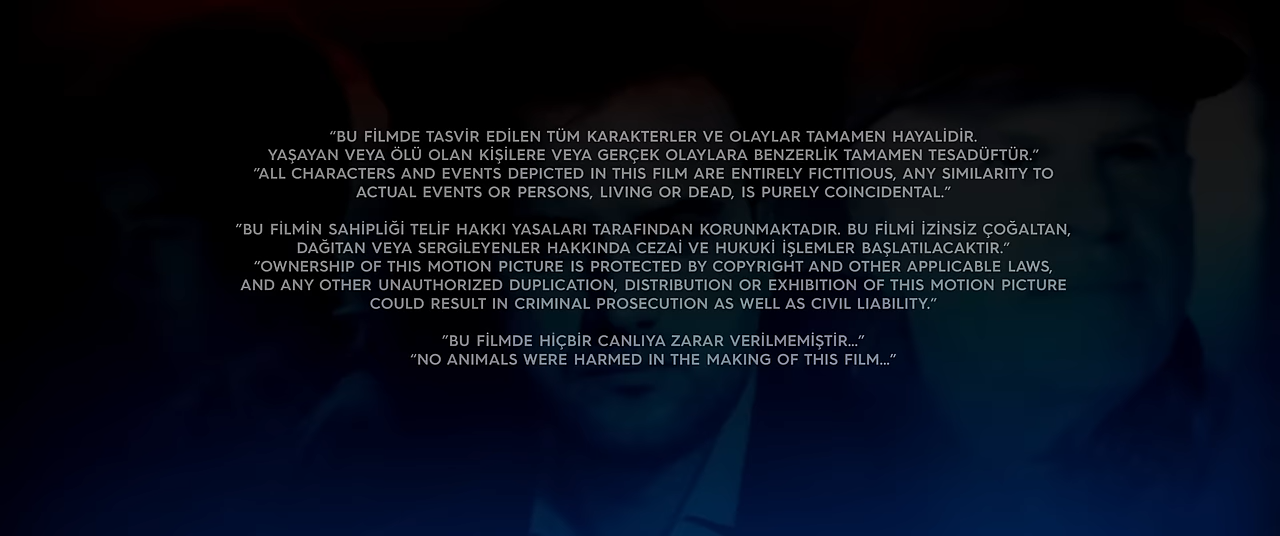 “BU FİLMDE TASVİR EDİLEN TÜM KARAKTERLER VE OLAYLAR TAMAMEN HAYALİDİR.
YAŞAYAN VEYA ÖLÜ OLAN KİŞİLERE VEYA GERÇEK OLAYLARA BENZERLİK TAMAMEN TESADÜFTÜR.”
“ALL CHARACTERS AND EVENTS DEPICTED IN THIS FILM ARE ENTIRELY FICTITIOUS, ANY SIMILARITY TO
ACTUAL EVENTS OR PERSONS, LIVING OR DEAD, IS PURELY COINCIDENTAL.”
”BU FİLMİN SAHİPLİĞİ TELİF HAKKI YASALARI TARAFINDAN KORUNMAKTADIR. BU FİLMİ İZİNSİZ ÇOĞALTAN,
DAĞITAN VEYA SERGİLEYENLER HAKKINDA CEZAİ VE HUKUKİ İŞLEMLER BAŞLATILACAKTIR.”
“OWNERSHIP OF THIS MOTION PICTURE IS PROTECTED BY COPYRIGHT AND OTHER APPLICABLE LAWS,
AND ANY OTHER UNAUTHORIZED DUPLICATION, DISTRIBUTION OR EXHIBITION OF THIS MOTION PICTURE
COULD RESULT IN CRIMINAL PROSECUTION AS WELL AS CIVIL LIABILITY.”
”BU FİLMDE HİÇBİR CANLIYA ZARAR VERİLMEMİŞTİR...”
“NO ANIMALS WERE HARMED IN THE MAKING OF THIS FILM...”